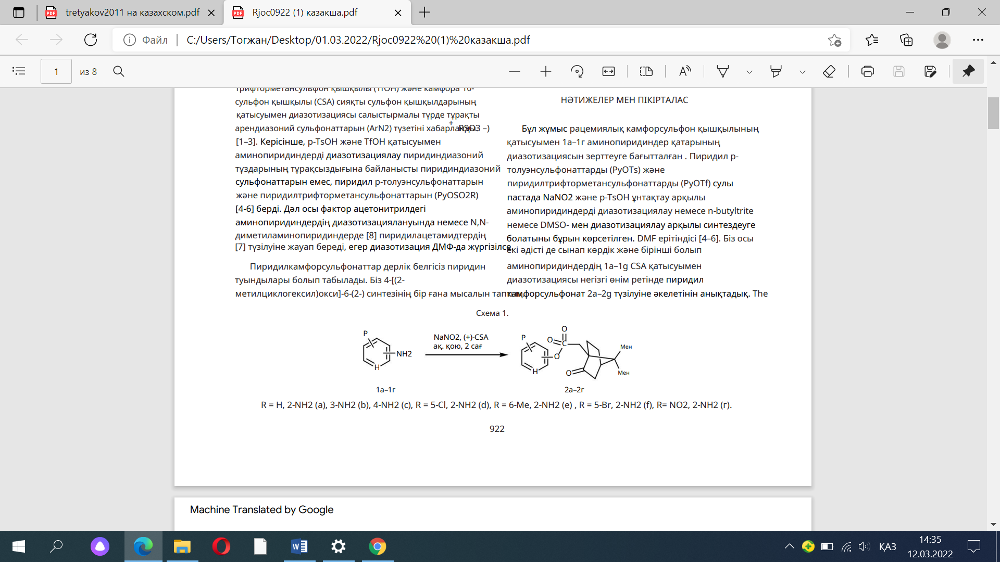 tretyakov2011 на казахском.pdf
Rjoc0922 (1) казакша.pdf
Файл
C:/Users/Тогжан/Desktop/01.03.2022/Rjoc0922%20(1)%20казакша.pdf
1
из 8
трифторметансульфон қышқылы (TfOH) және камфора 10-
сульфон қышқылы (CSA) сияқты сульфон қышқылдарының
қатысуымен диазотизациясы салыстырмалы түрде тұрақты
арендиазоний сульфонаттарын (ArN2) түзетіні хабарланды.
+
RSO3 –)
[1–3]. Керісінше, p-TsOH және TfOH қатысуымен
аминопиридиндерді диазотизациялау пиридиндиазоний
тұздарының тұрақсыздығына байланысты пиридиндиазоний
сульфонаттарын емес, пиридил p-толуэнсульфонаттарын
және пиридилтрифторметансульфонаттарын (PyOSO2R)
[4-6] берді. Дәл осы фактор ацетонитрилдегі
аминопиридиндердің диазотизациялануында немесе N,N-
диметиламинопиридиндерде [8] пиридилацетамидтердің
[7] түзілуіне жауап береді, егер диазотизация ДМФ-да жүргізілсе.
Пиридилкамфорсульфонаттар дерлік белгісіз пиридин
туындылары болып табылады. Біз 4-[(2-
метилциклогексил)окси]-6-(2-) синтезінің бір ғана мысалын таптық.
НӘТИЖЕЛЕР МЕН ПІКІРТАЛАС
Бұл жұмыс рацемиялық камфорсульфон қышқылының
қатысуымен 1а–1г аминопиридиндер қатарының
диазотизациясын зерттеуге бағытталған . Пиридил p-
толуэнсульфонаттарды (PyOTs) және
пиридилтрифторметансульфонаттарды (PyOTf) сулы
пастада NaNO2 және p-TsOH ұнтақтау арқылы
аминопиридиндерді диазотизациялау немесе n-butyltrite
немесе DMSO- мен диазотизациялау арқылы синтездеуге
болатыны бұрын көрсетілген. DMF ерітіндісі [4–6]. Біз осы
екі әдісті де сынап көрдік және бірінші болып
аминопиридиндердің 1a–1g CSA қатысуымен
диазотизациясы негізгі өнім ретінде пиридил
камфорсульфонат 2a–2g түзілуіне әкелетінін анықтадық. The
Схема 1.
P
NH2
H
NaNO2, (+)-CSA
ақ. қою, 2 сағ
P
O
O
C
O
O
H
Мен
Мен
1а–1г
2а–2г
R = H, 2-NH2 (a), 3-NH2 (b), 4-NH2 (c), R = 5-Cl, 2-NH2 (d), R = 6-Me, 2-NH2 (e) , R = 5-Br, 2-NH2 (f), R= NO2, 2-NH2 (г).
922
Machine Translated by Google
ҚАЗ
14:35
12.03.2022